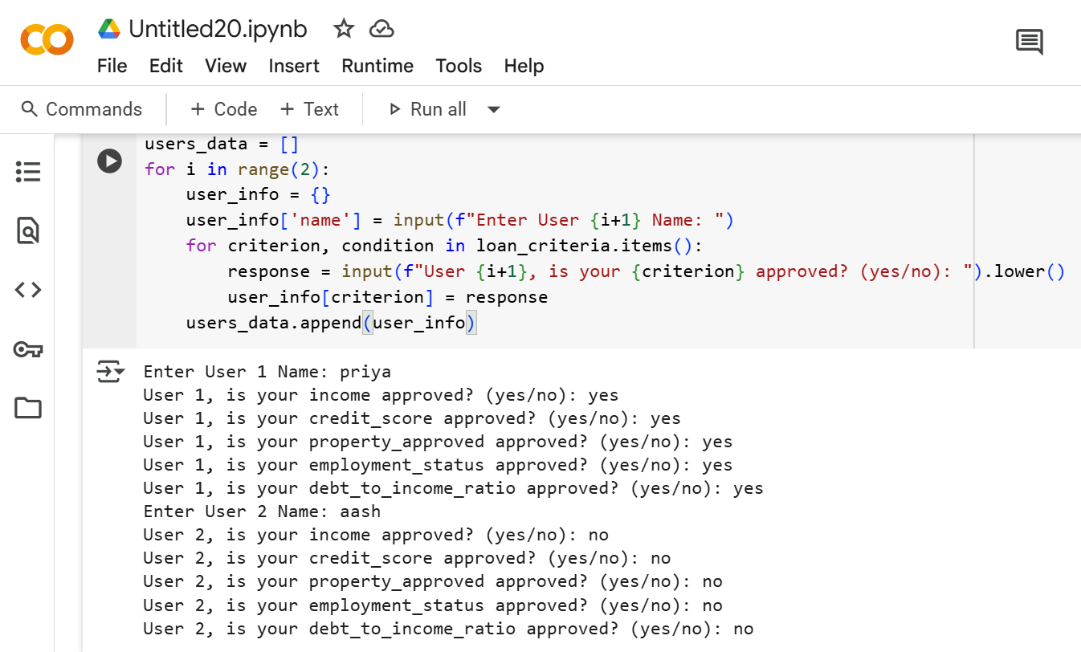 Untitled20.ipynb
File Edit View Insert Runtime Tools Help
Commands + Code + Text Run all
users_data = []
for i in range(2):
    user_info = {}
    user_info['name'] = input(f"Enter User {i+1} Name: ")
    for criterion, condition in loan_criteria.items():
        response = input(f"User {i+1}, is your {criterion} approved? (yes/no): ").lower()
        user_info[criterion] = response
    users_data.append(user_info)
Enter User 1 Name: priya
User 1, is your income approved? (yes/no): yes
User 1, is your credit_score approved? (yes/no): yes
User 1, is your property_approved approved? (yes/no): yes
User 1, is your employment_status approved? (yes/no): yes
User 1, is your debt_to_income_ratio approved? (yes/no): yes
Enter User 2 Name: aash
User 2, is your income approved? (yes/no): no
User 2, is your credit_score approved? (yes/no): no
User 2, is your property_approved approved? (yes/no): no
User 2, is your employment_status approved? (yes/no): no
User 2, is your debt_to_income_ratio approved? (yes/no): no